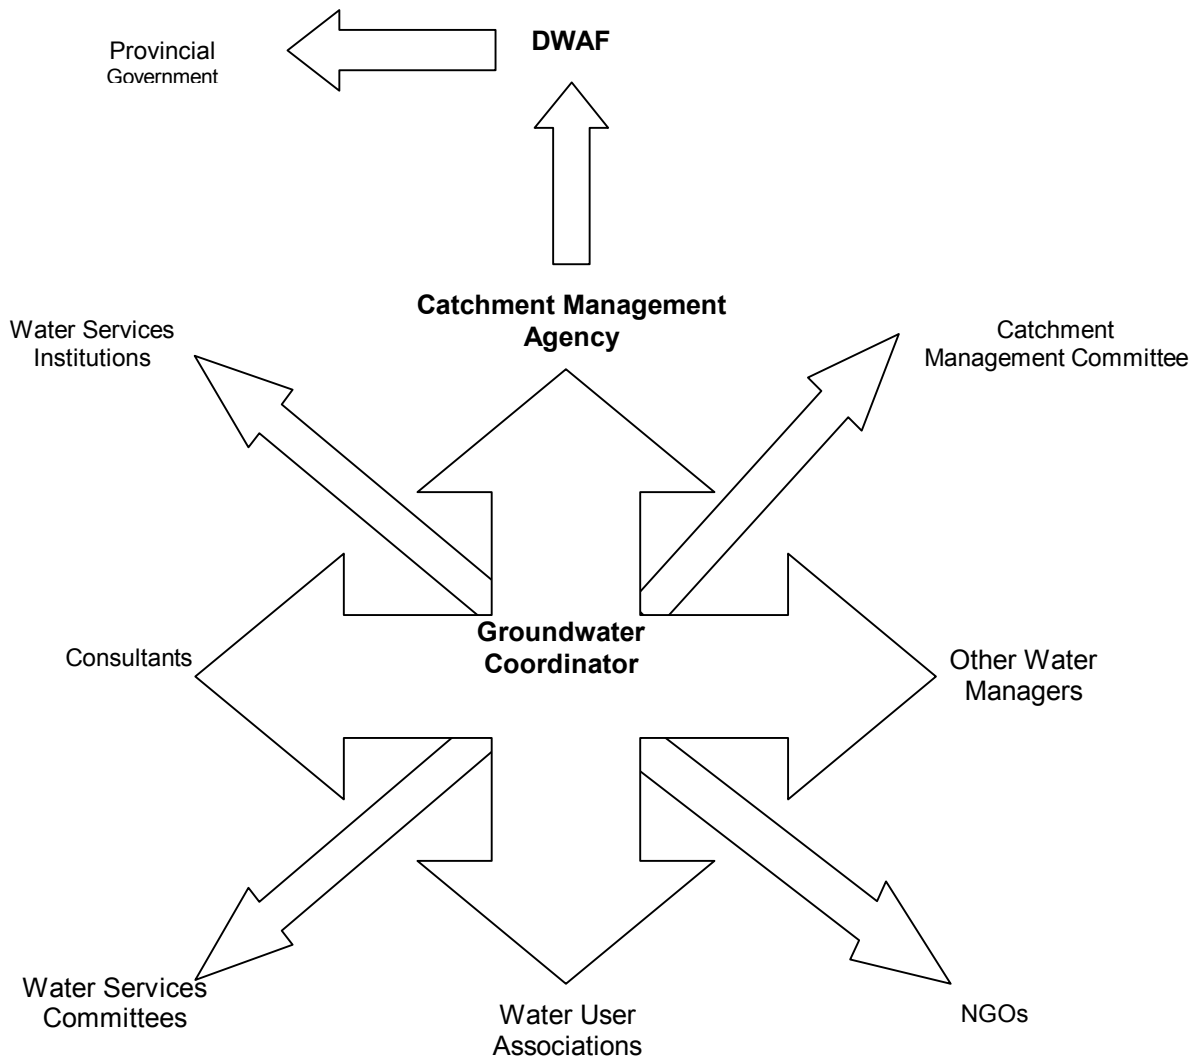 Provincial
Government
DWAF
Catchment Management
Agency
Water Services
Institutions
Catchment
Management Committee
Groundwater
Coordinator
Consultants
Other Water
Managers
Water Services
Committees
Water User
Associations
NGOs